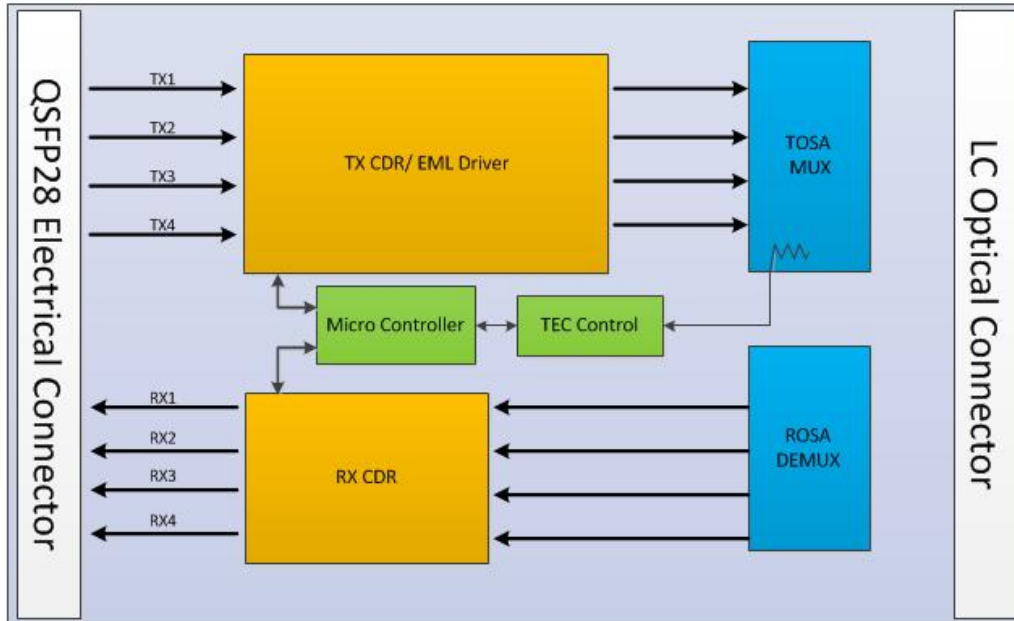 QSFP28 Electrical Connector
TX1
TX2
TX3
TX4
TX CDR/ EML Driver
TOSA
MUX
LC Optical Connector
Micro Controller
TEC Control
RX1
RX2
RX3
RX4
RX CDR
ROSA
DEMUX